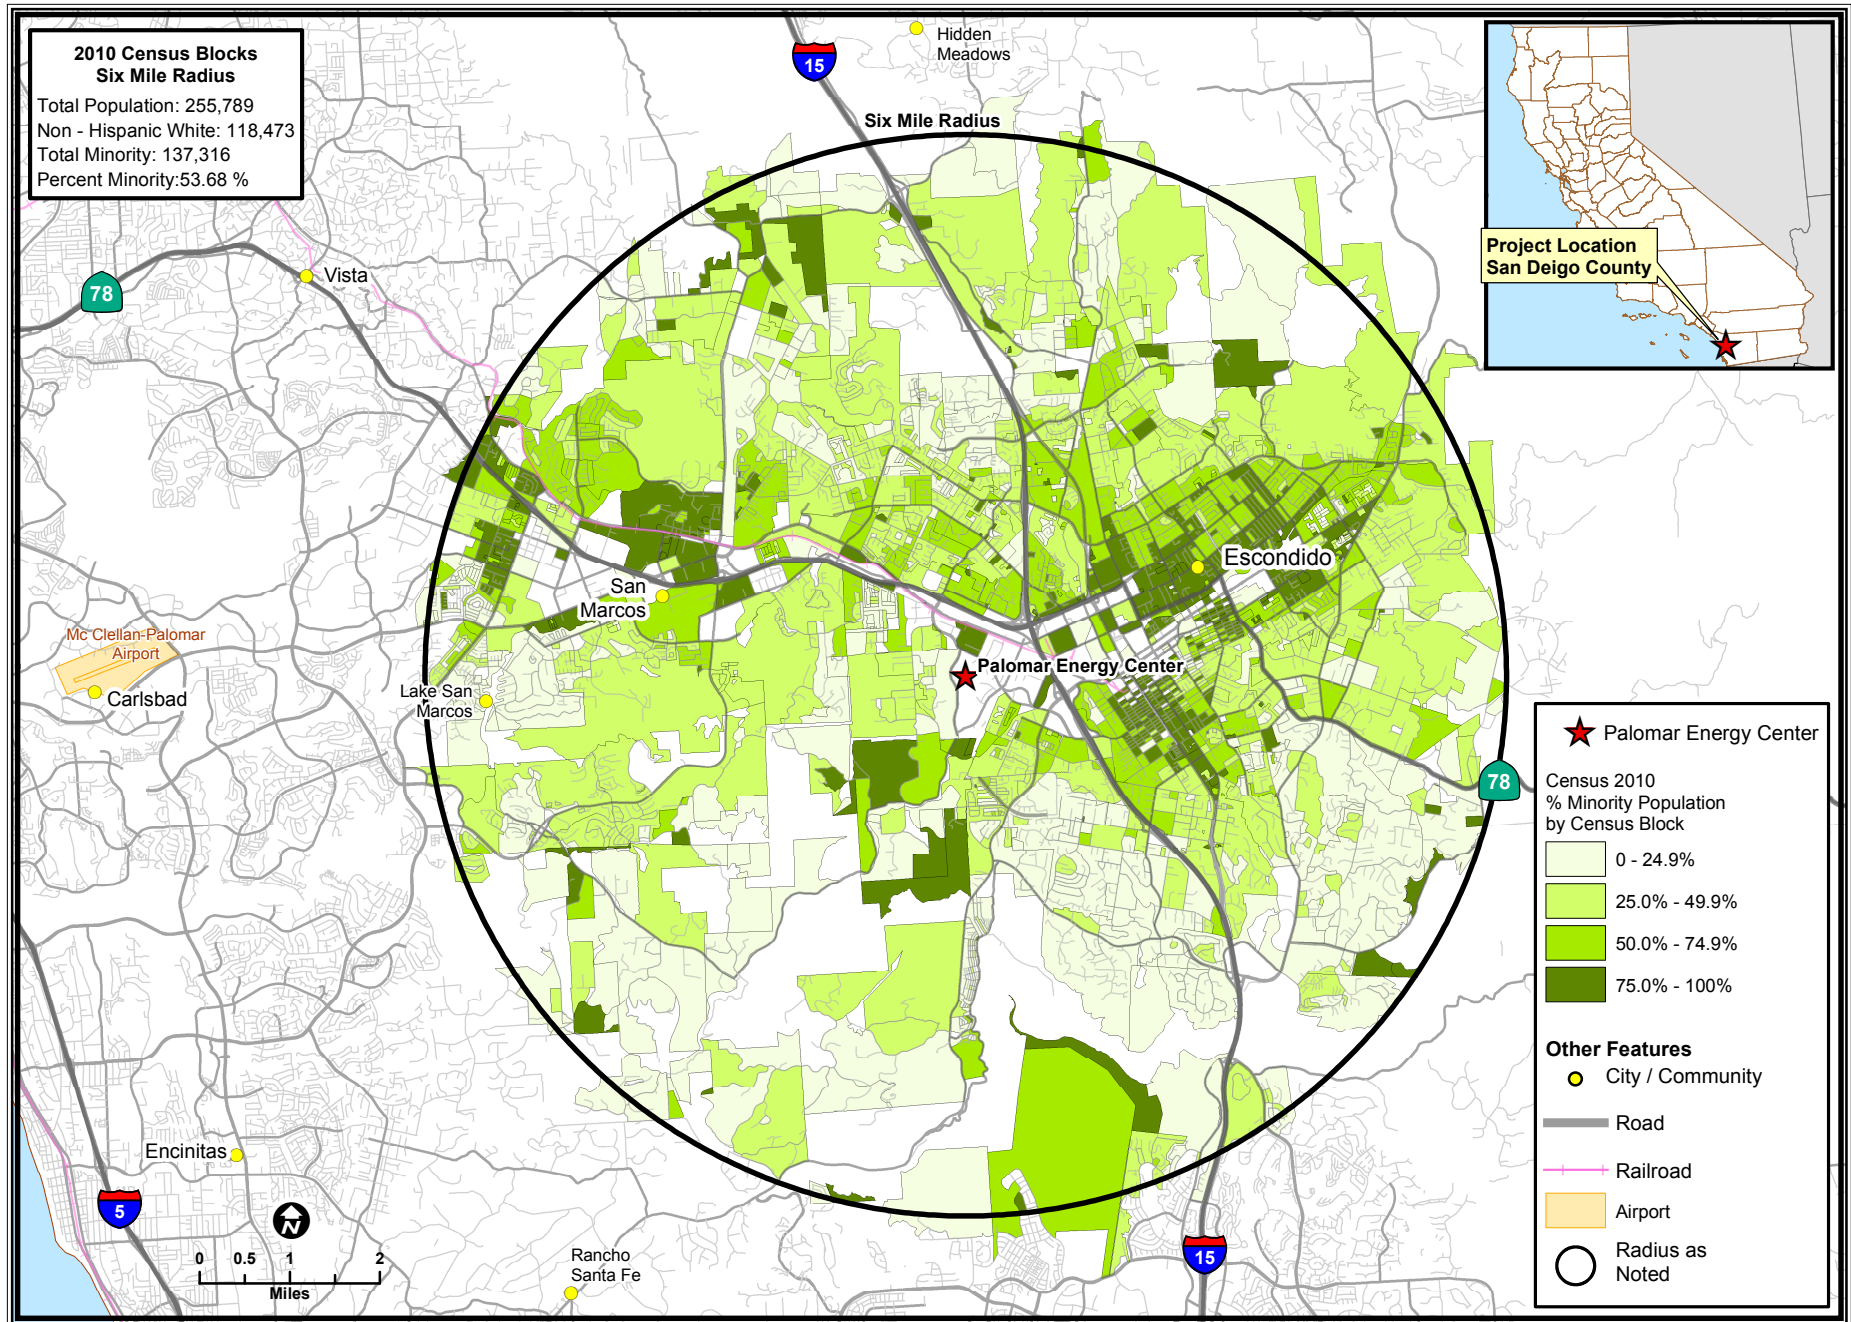 2010 Census Blocks
Six Mile Radius
Total Population: 255,789
Non - Hispanic White: 118,473
Total Minority: 137,316
Percent Minority:53.68 %
Hidden
Meadows
15
Six Mile Radius
Project Location
San Deigo County
Vista
78
Escondido
San
Marcos
Mc Clellan-Palomar
Airport
Carlsbad
Lake San
Marcos
Palomar Energy Center
78
Encinitas
5
N
0 0.5 1 2
Miles
Rancho
Santa Fe
15
Palomar Energy Center
Census 2010
% Minority Population
by Census Block
0 - 24.9%
25.0% - 49.9%
50.0% - 74.9%
75.0% - 100%
Other Features
City / Community
Road
Railroad
Airport
Radius as
Noted